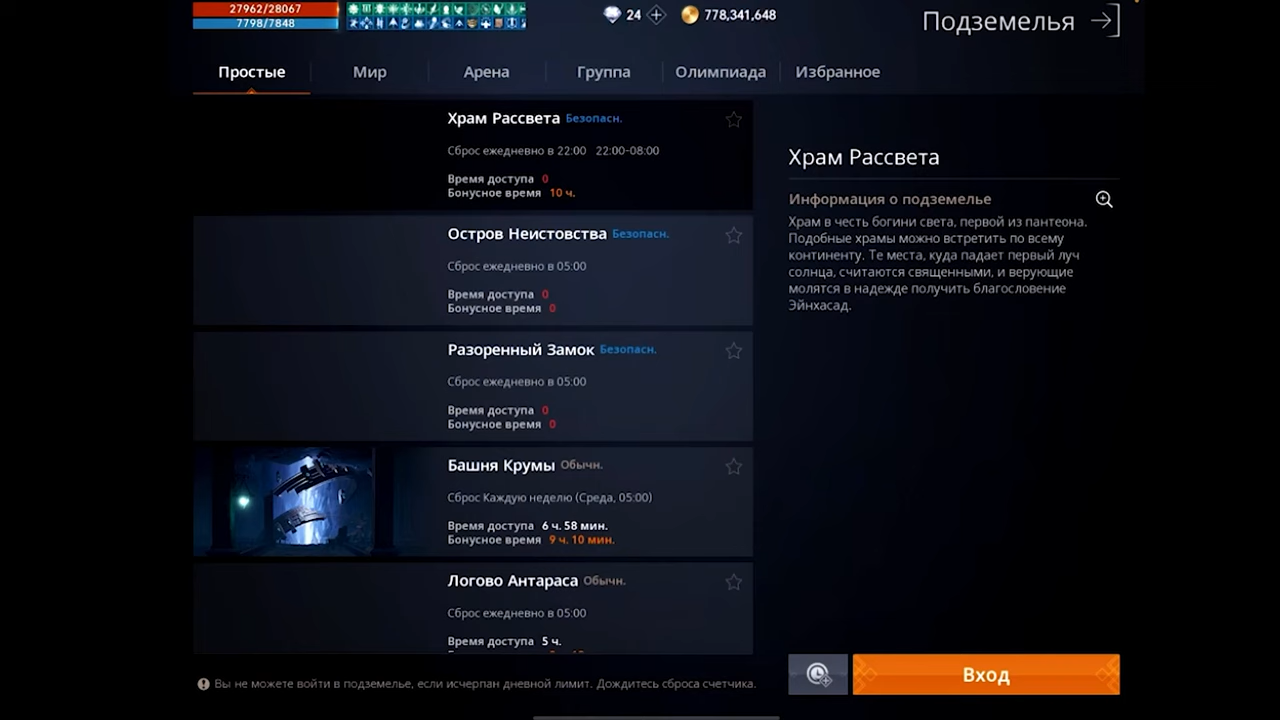 27962/28067
7798/7848
24
778,341,648
Подземелья
Простые
Мир
Арена
Группа
Олимпиада
Избранное
Храм Рассвета Безопасн.
Сброс ежедневно в 22:00 22:00-08:00
Время доступа 0
Бонусное время 10 ч.
Остров Неистовства Безопасн.
Сброс ежедневно в 05:00
Время доступа 0
Бонусное время 0
Разоренный Замок Безопасн.
Сброс ежедневно в 05:00
Время доступа 0
Бонусное время 0
Башня Крумы Обычн.
Сброс Каждую неделю (Среда, 05:00)
Время доступа 6 ч. 58 мин.
Бонусное время 9 ч. 10 мин.
Логово Антараса Обычн.
Сброс ежедневно в 05:00
Время доступа 5 ч.
Храм Рассвета
Информация о подземелье
Храм в честь богини света, первой из пантеона.
Подобные храмы можно встретить по всему
континенту. Те места, куда падает первый луч
солнца, считаются священными, и верующие
молятся в надежде получить благословение
Эйнхасад.
Вы не можете войти в подземелье, если исчерпан дневной лимит. Дождитесь сброса счетчика.
Вход